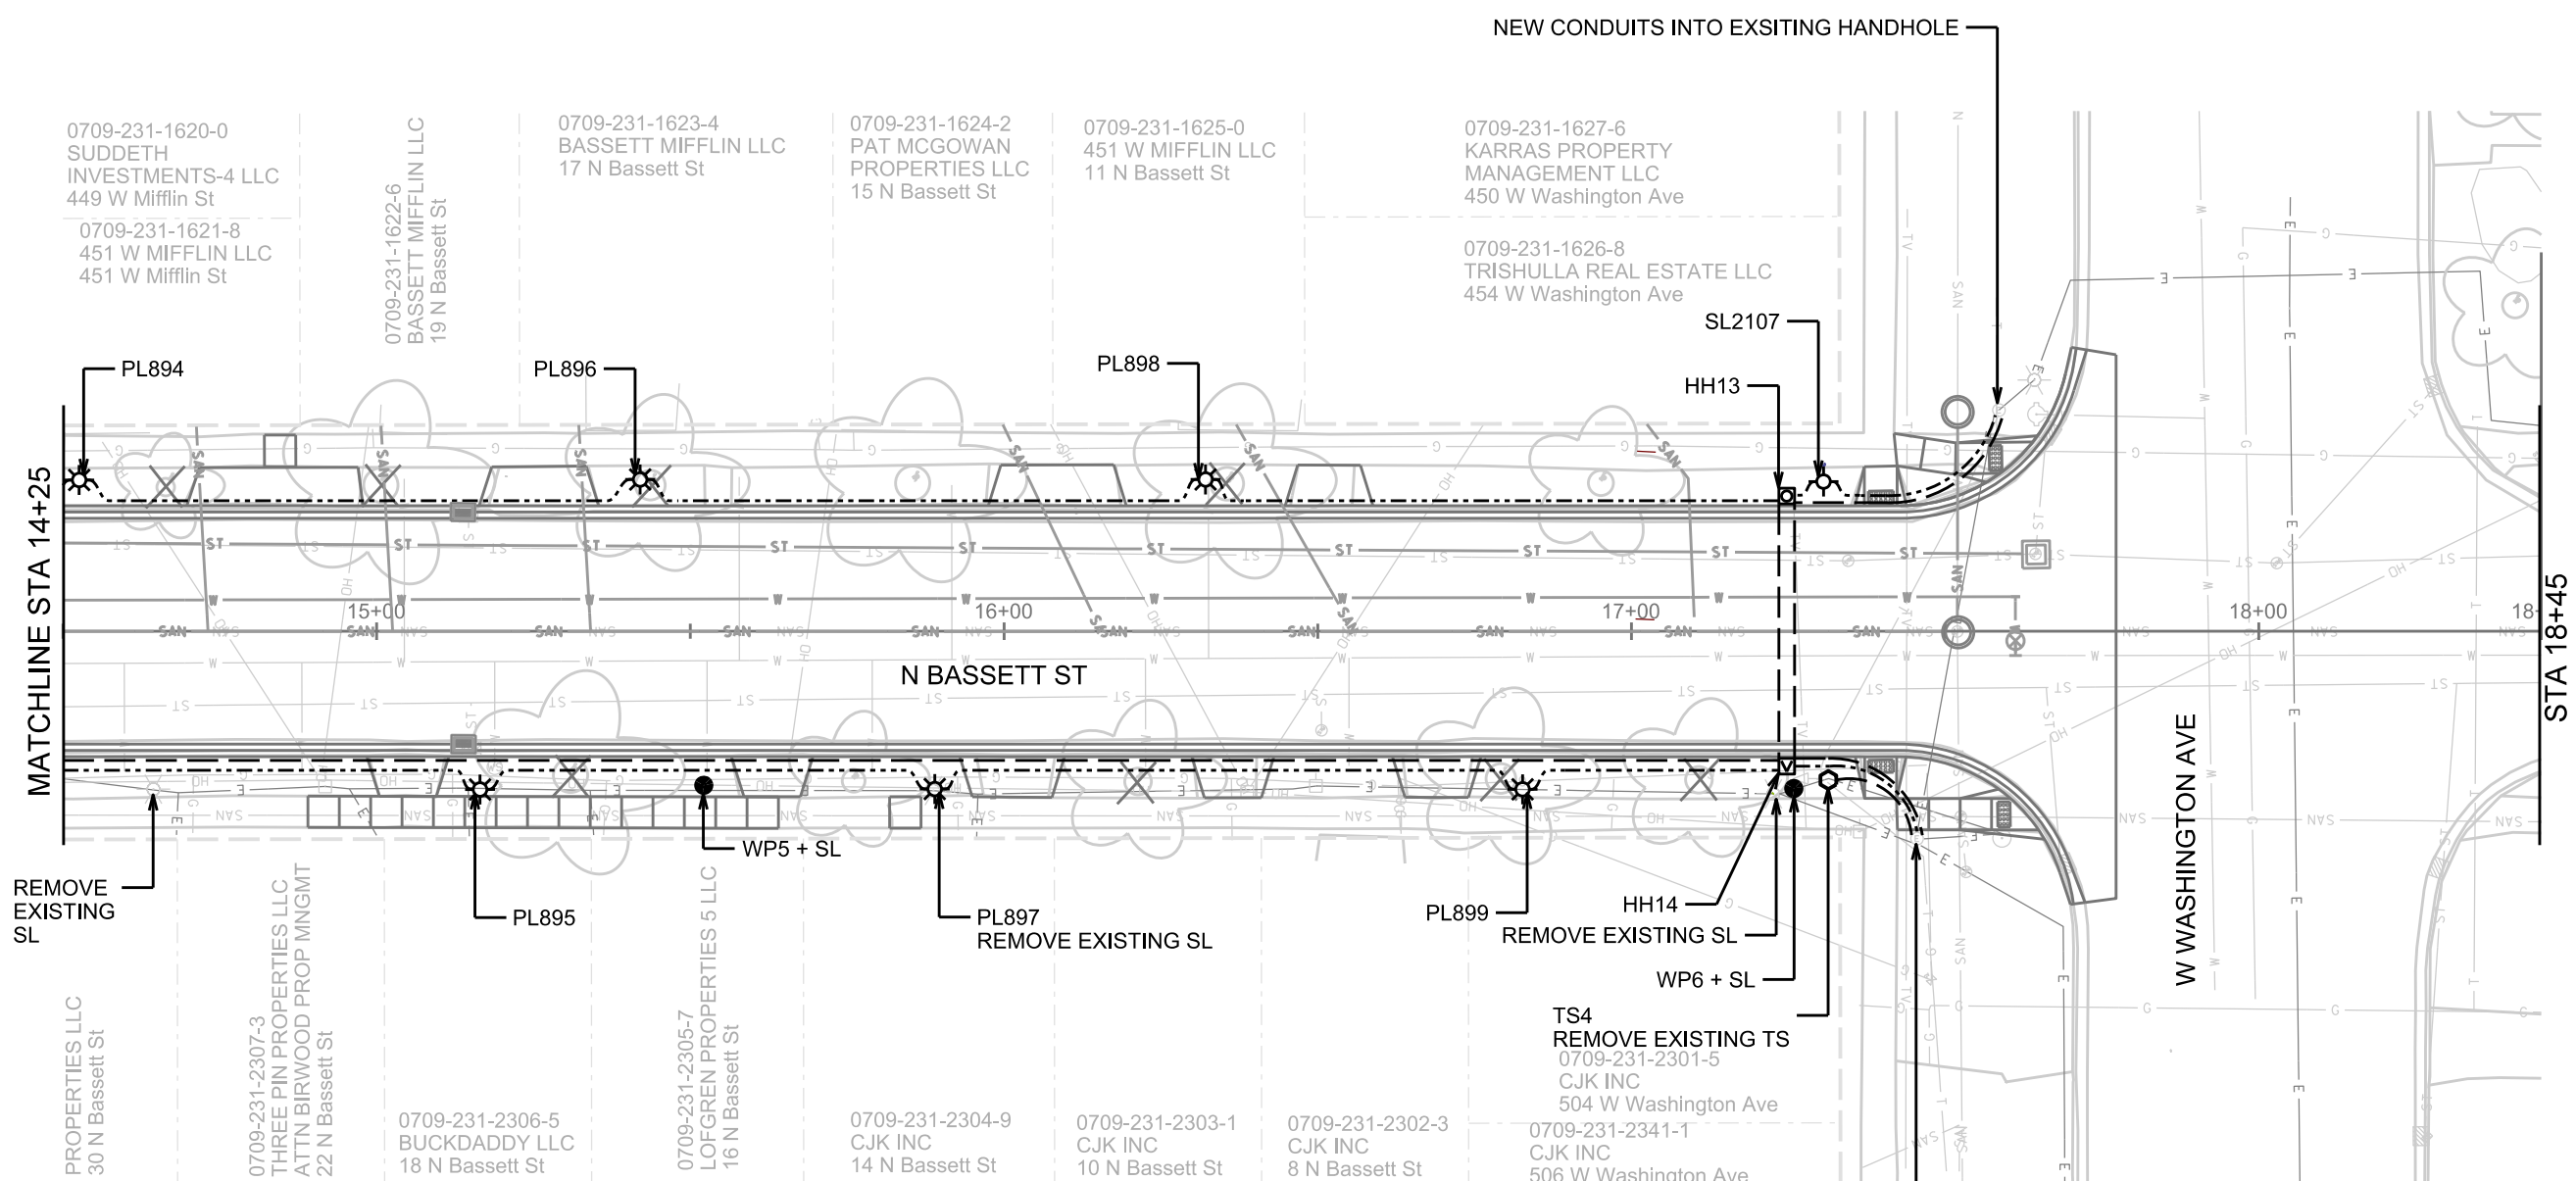 NEW CONDUITS INTO EXSITING HANDHOLE
0709-231-1620-0
SUDDETH
INVESTMENTS-4 LLC
449 W Mifflin St
0709-231-1621-8
451 W MIFFLIN LLC
451 W Mifflin St
0709-231-1622-6
BASSETT MIFFLIN LLC
19 N Bassett St
0709-231-1623-4
BASSETT MIFFLIN LLC
17 N Bassett St
0709-231-1624-2
PAT MCGOWAN
PROPERTIES LLC
15 N Bassett St
0709-231-1625-0
451 W MIFFLIN LLC
11 N Bassett St
0709-231-1627-6
KARRAS PROPERTY
MANAGEMENT LLC
450 W Washington Ave
0709-231-1626-8
TRISHULLA REAL ESTATE LLC
454 W Washington Ave
PL894
PL896
PL898
SL2107
HH13
MATCHLINE STA 14+25
15+00
16+00
17+00
18+00
18+
STA 18+45
N BASSETT ST
W WASHINGTON AVE
REMOVE
EXISTING
SL
PL895
WP5 + SL
PL897
REMOVE EXISTING SL
PL899
HH14
REMOVE EXISTING SL
WP6 + SL
TS4
REMOVE EXISTING TS
PROPERTIES LLC
30 N Bassett St
0709-231-2307-3
THREE PIN PROPERTIES LLC
ATTN BIRWOOD PROP MNGMT
22 N Bassett St
0709-231-2306-5
BUCKDADDY LLC
18 N Bassett St
0709-231-2305-7
LOFGREN PROPERTIES 5 LLC
16 N Bassett St
0709-231-2304-9
CJK INC
14 N Bassett St
0709-231-2303-1
CJK INC
10 N Bassett St
0709-231-2302-3
CJK INC
8 N Bassett St
0709-231-2301-5
CJK INC
504 W Washington Ave
0709-231-2341-1
CJK INC
506 W Washington Ave